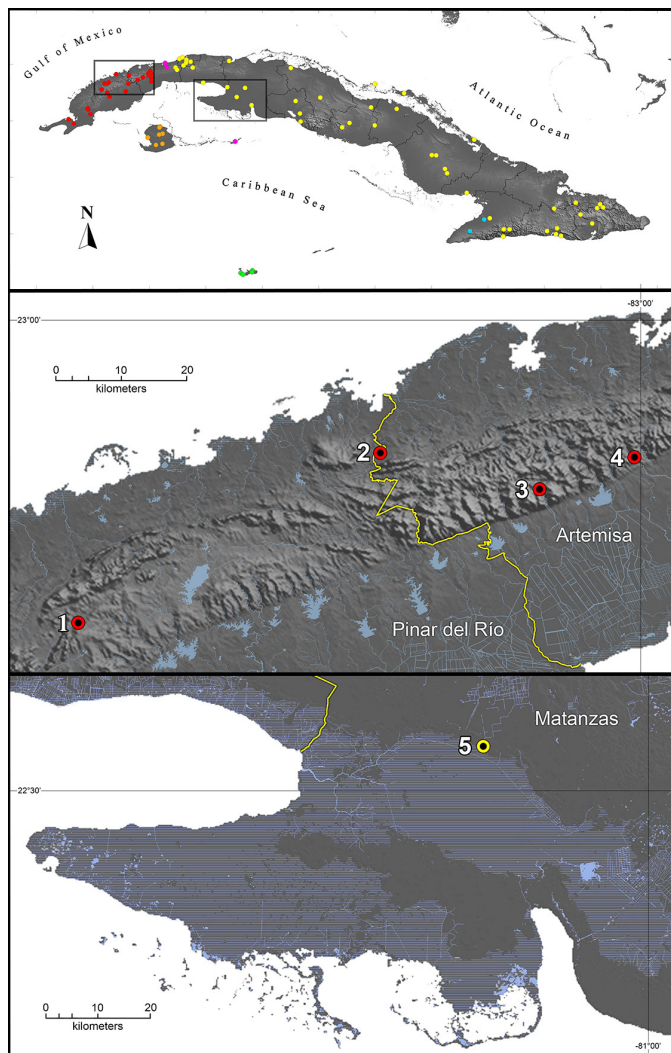 Gulf of Mexico
Atlantic Ocean
Caribbean Sea
N
-83°00'
23°00'
0 10 20
kilometers
2
4
3
Artemisa
1
Pinar del Río
Matanzas
5
22°30'
0 10 20
kilometers
-81°00'